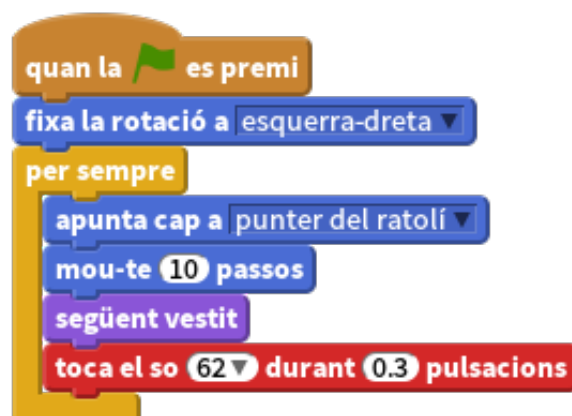 quan la es premi
fixa la rotació a esquerra-dreta
per sempre
apunta cap a punter del ratolí
mou-te 10 passos
següent vestit
toca el so 62 durant 0.3 pulsacions